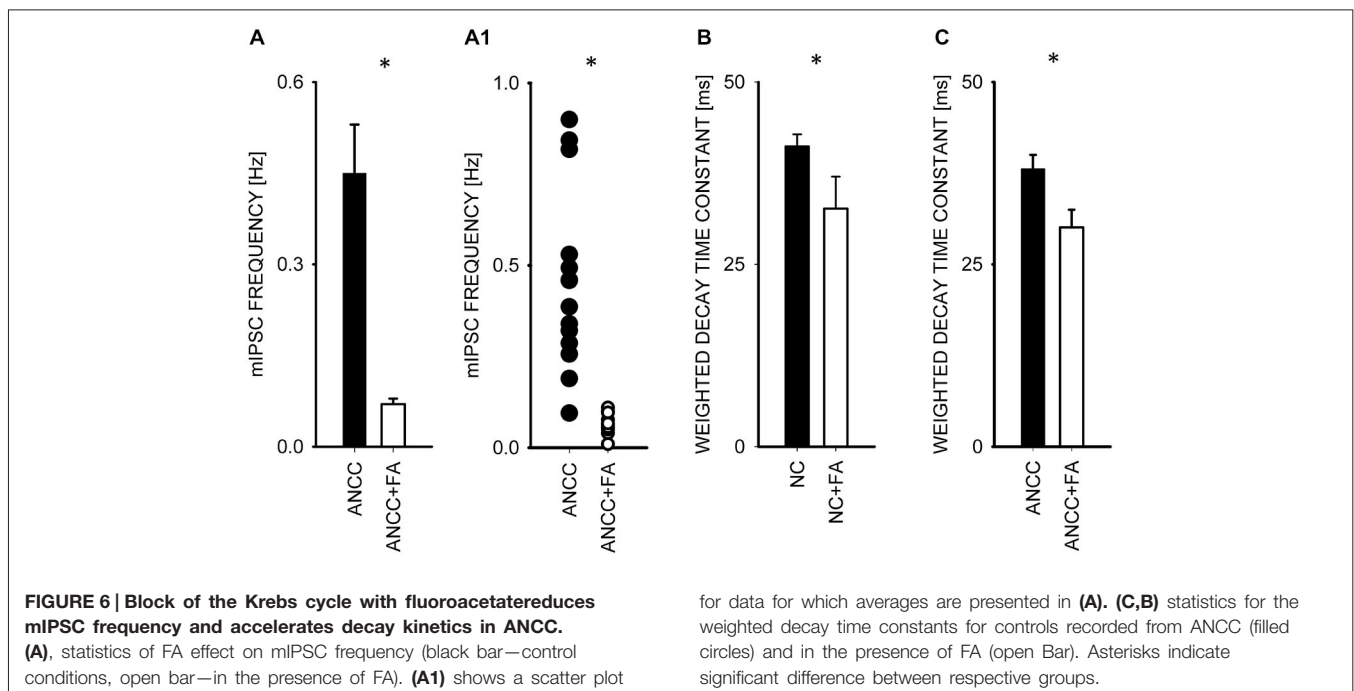 A
A1
B
C
*
*
*
*
mIPSC FREQUENCY [Hz]
0.6
0.3
0.0
ANCC
ANCC+FA
mIPSC FREQUENCY [Hz]
1.0
0.5
0.0
ANCC
ANCC+FA
WEIGHTED DECAY TIME CONSTANT [ms]
50
25
0
NC
NC+FA
WEIGHTED DECAY TIME CONSTANT [ms]
50
25
0
ANCC
ANCC+FA
FIGURE 6 | Block of the Krebs cycle with fluoroacetatereduces
mIPSC frequency and accelerates decay kinetics in ANCC.
(A), statistics of FA effect on mIPSC frequency (black bar—control
conditions, open bar—in the presence of FA). (A1) shows a scatter plot
for data for which averages are presented in (A). (C,B) statistics for the
weighted decay time constants for controls recorded from ANCC (filled
circles) and in the presence of FA (open Bar). Asterisks indicate
significant difference between respective groups.